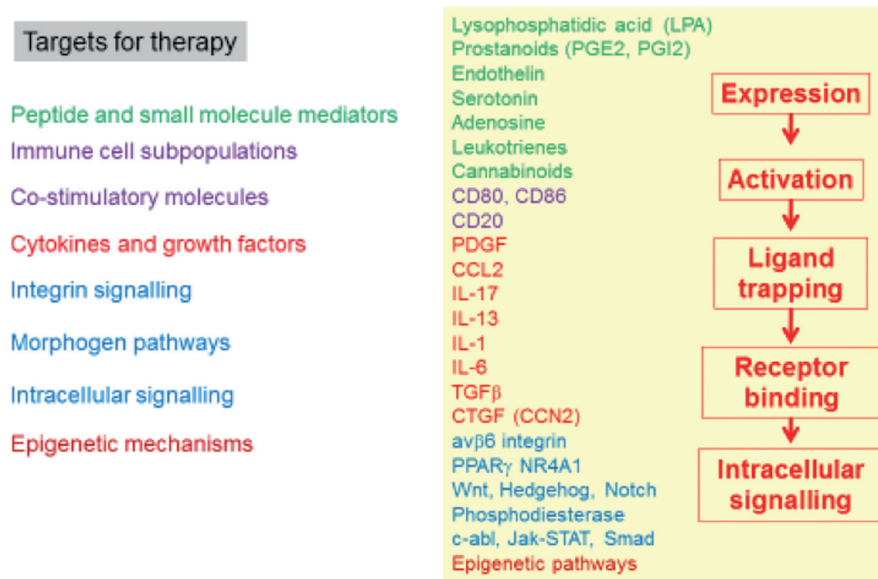 Targets for therapy
Peptide and small molecule mediators
Immune cell subpopulations
Co-stimulatory molecules
Cytokines and growth factors
Integrin signalling
Morphogen pathways
Intracellular signalling
Epigenetic mechanisms
Lysophosphatidic acid (LPA)
Prostanoids (PGE2, PGI2)
Endothelin
Serotonin
Adenosine
Leukotrienes
Cannabinoids
CD80, CD86
CD20
PDGF
CCL2
IL-17
IL-13
IL-1
IL-6
TGFβ
CTGF (CCN2)
avβ6 integrin
PPARγ NR4A1
Wnt, Hedgehog, Notch
Phosphodiesterase
c-abl, Jak-STAT, Smad
Epigenetic pathways
Expression
Activation
Ligand
trapping
Receptor
binding
Intracellular
signalling